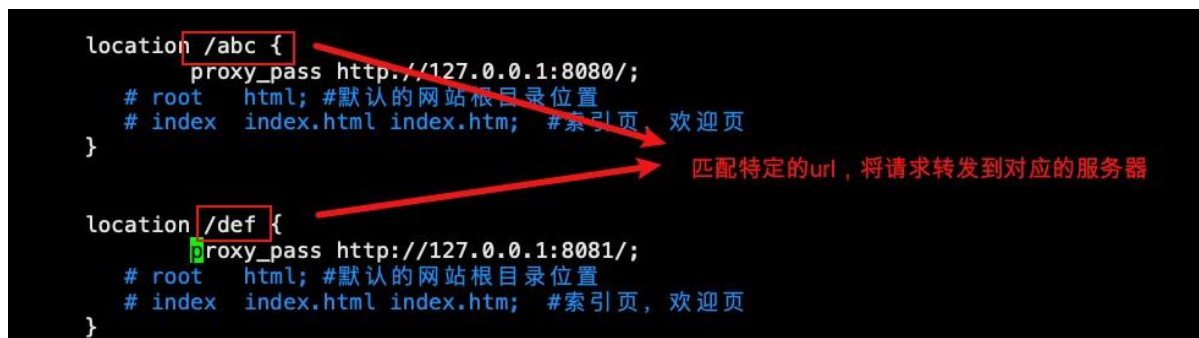 location /abc {
proxy_pass http://127.0.0.1:8080/;
# root html; #默认的网站根目录位置
# index index.html index.htm; #索引页, 欢迎页
}
匹配特定的url，将请求转发到对应的服务器
location /def {
proxy_pass http://127.0.0.1:8081/;
# root html; #默认的网站根目录位置
# index index.html index.htm; #索引页, 欢迎页
}